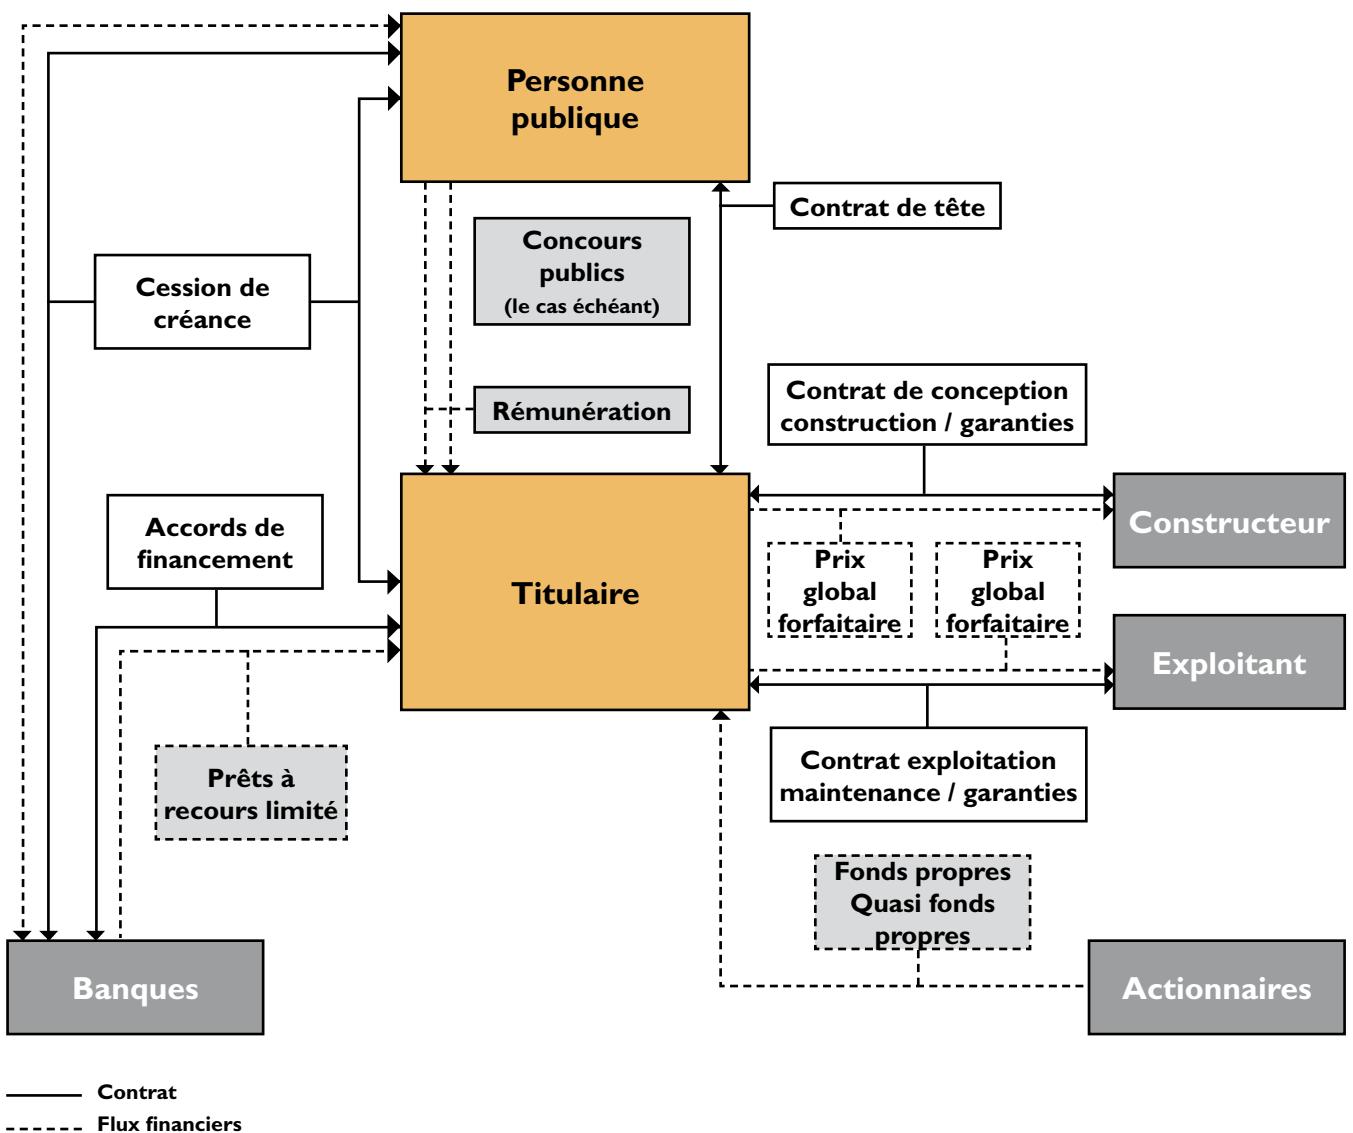 Personne
publique
Contrat de tête
Concours
publics
(le cas échéant)
Cession de
créance
Rémunération
Contrat de conception
construction / garanties
Accords de
financement
Titulaire
Constructeur
Prix
global
forfaitaire
Prix
global
forfaitaire
Exploitant
Prêts à
recours limité
Contrat exploitation
maintenance / garanties
Fonds propres
Quasi fonds
propres
Banques
Actionnaires
Contrat
Flux financiers